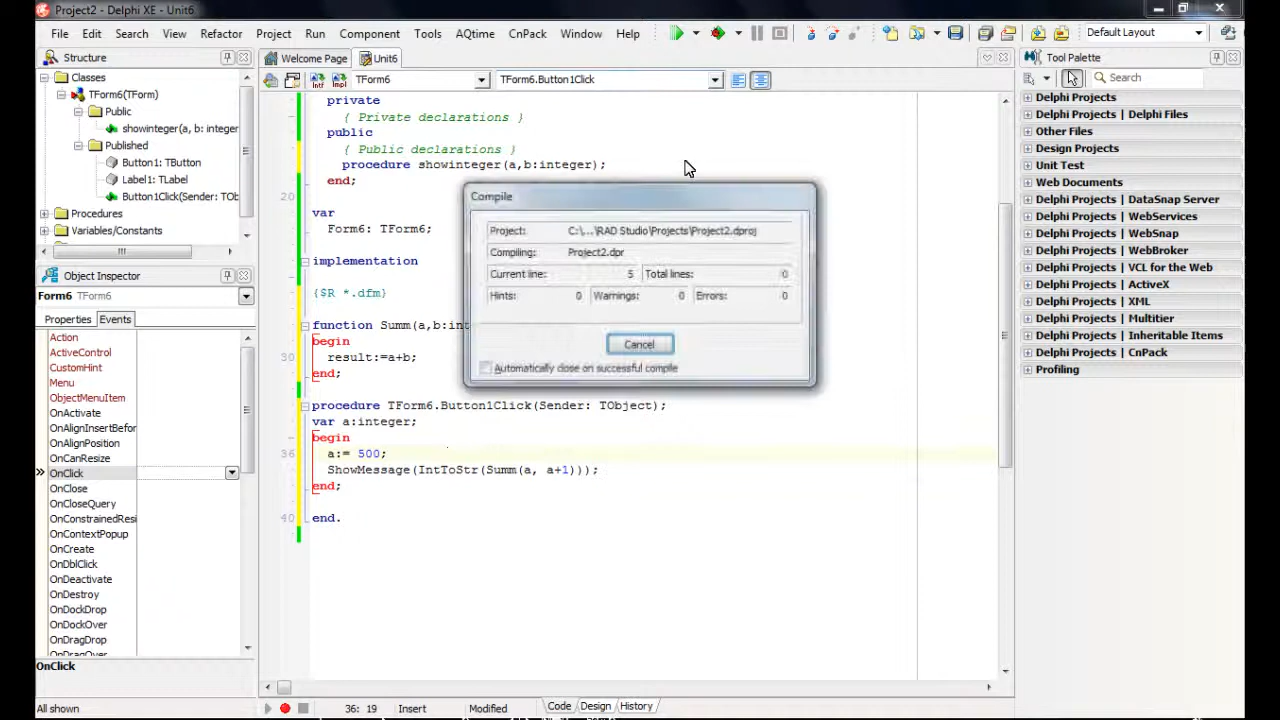 Project2 - Delphi XE - Unit6
File Edit Search View Refactor Project Run Component Tools AQtime CnPack Window Help
Default Layout
Structure
Classes
TForm6(TForm)
Public
showinteger(a, b: integer
Published
Button1: TButton
Label1: TLabel
Button1Click(Sender: TOb
Procedures
Variables/Constants
Object Inspector
Form6 TForm6
Properties Events
Action
ActiveControl
CustomHint
Menu
ObjectMenuItem
OnActivate
OnAlignInsertBefor
OnAlignPosition
OnCanResize
OnClick
OnClose
OnCloseQuery
OnConstrainedResi
OnContextPopup
OnCreate
OnDblClick
OnDeactivate
OnDestroy
OnDockDrop
OnDockOver
OnDragDrop
OnDragOver
OnClick
All shown
Welcome Page Unit6
TForm6 TForm6.Button1Click
private
{ Private declarations }
public
{ Public declarations }
procedure showinteger(a,b:integer);
end;
20
var
Form6: TForm6;
implementation
{$R *.dfm}
function Summ(a,b:int
begin
30 result:=a+b;
end;
procedure TForm6.Button1Click(Sender: TObject);
var a:integer;
begin
36 a:= 500;
ShowMessage(IntToStr(Summ(a, a+1)));
end;
40 end.
Compile
Project: C:\...\RAD Studio\Projects\Project2.dproj
Compiling: Project2.dpr
Current line: 5 Total lines: 0
Hints: 0 Warnings: 0 Errors: 0
Cancel
Automatically close on successful compile
36: 19 Insert Modified Code Design History
Tool Palette
Search
Delphi Projects
Delphi Projects | Delphi Files
Other Files
Design Projects
Unit Test
Web Documents
Delphi Projects | DataSnap Server
Delphi Projects | WebServices
Delphi Projects | WebSnap
Delphi Projects | WebBroker
Delphi Projects | VCL for the Web
Delphi Projects | ActiveX
Delphi Projects | XML
Delphi Projects | Multitier
Delphi Projects | Inheritable Items
Delphi Projects | CnPack
Profiling